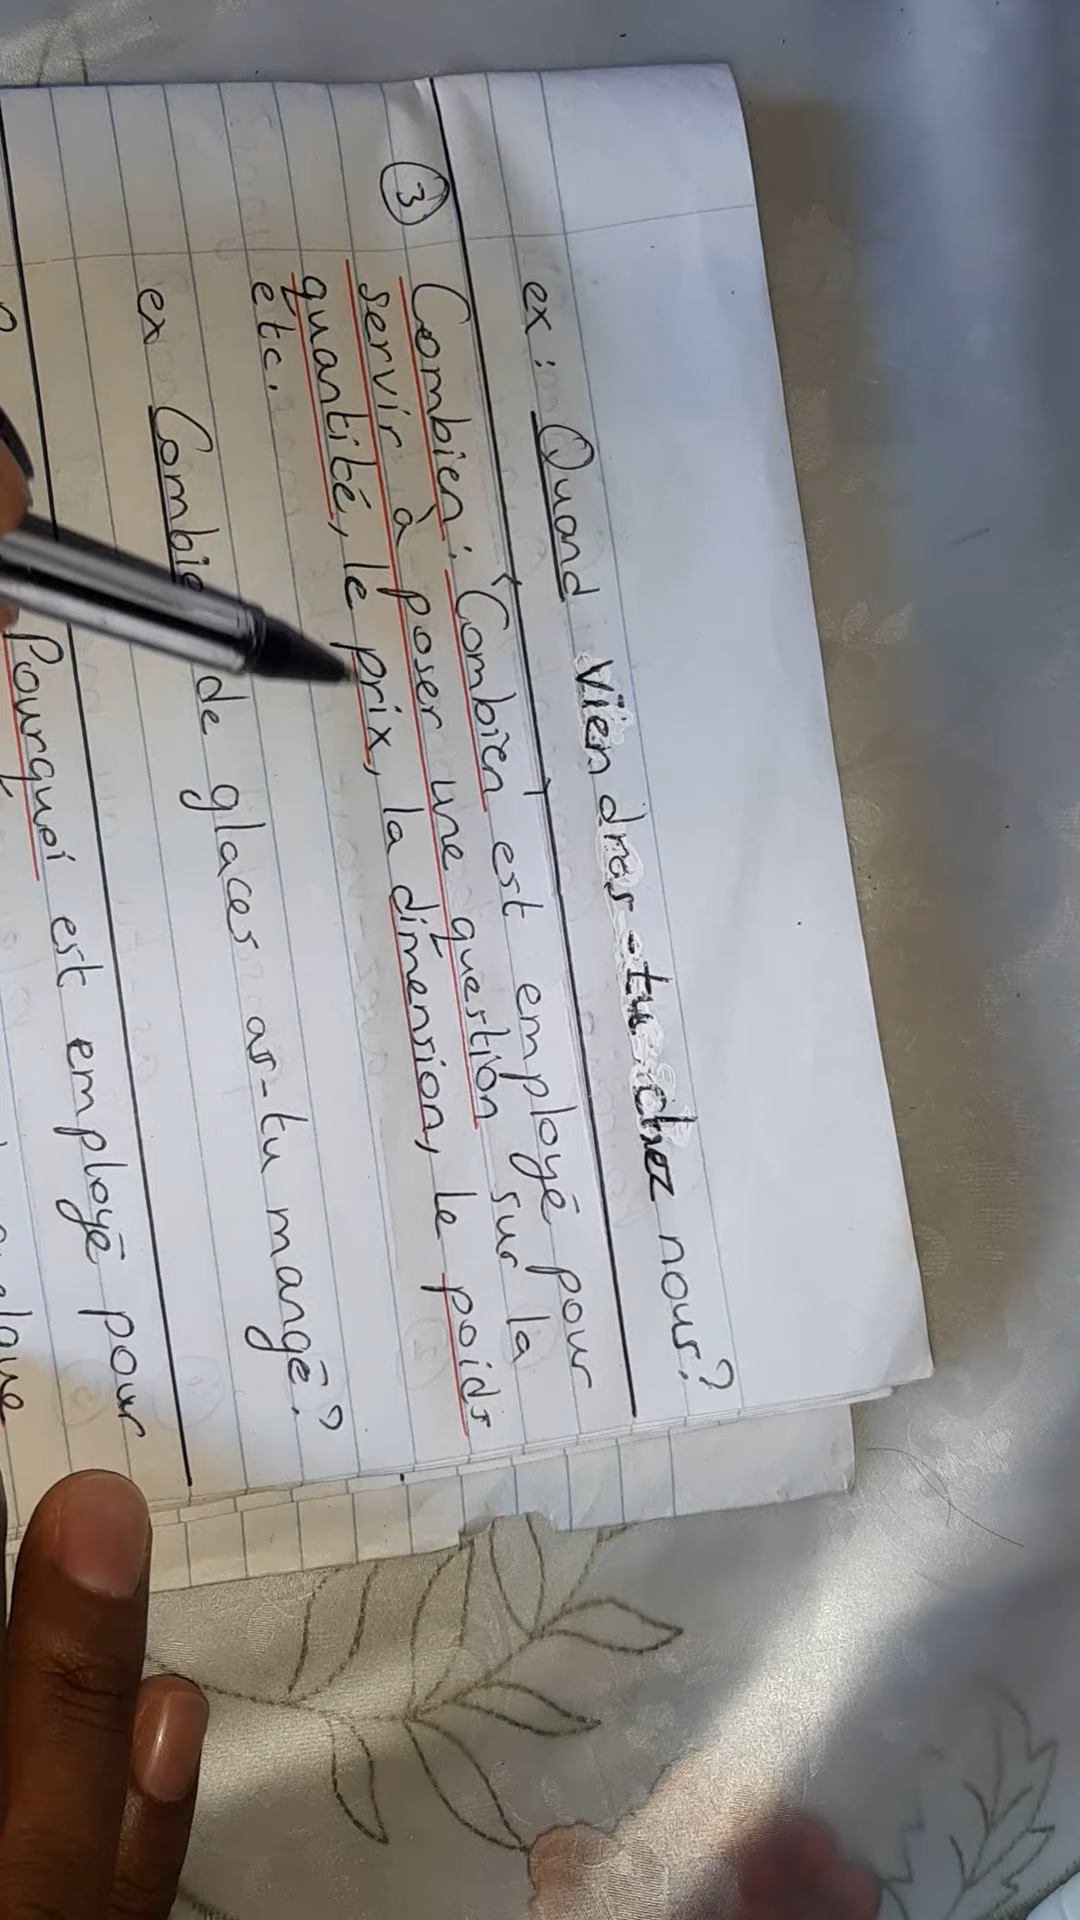 ex : Quand viendras-tu chez nous?
③ Combien : Combien est employé pour
servir à poser une question sur la
quantité, le prix, la dimension, le poids
etc.
ex Combie de glaces as-tu mangé?
Pourquoi est employé pour